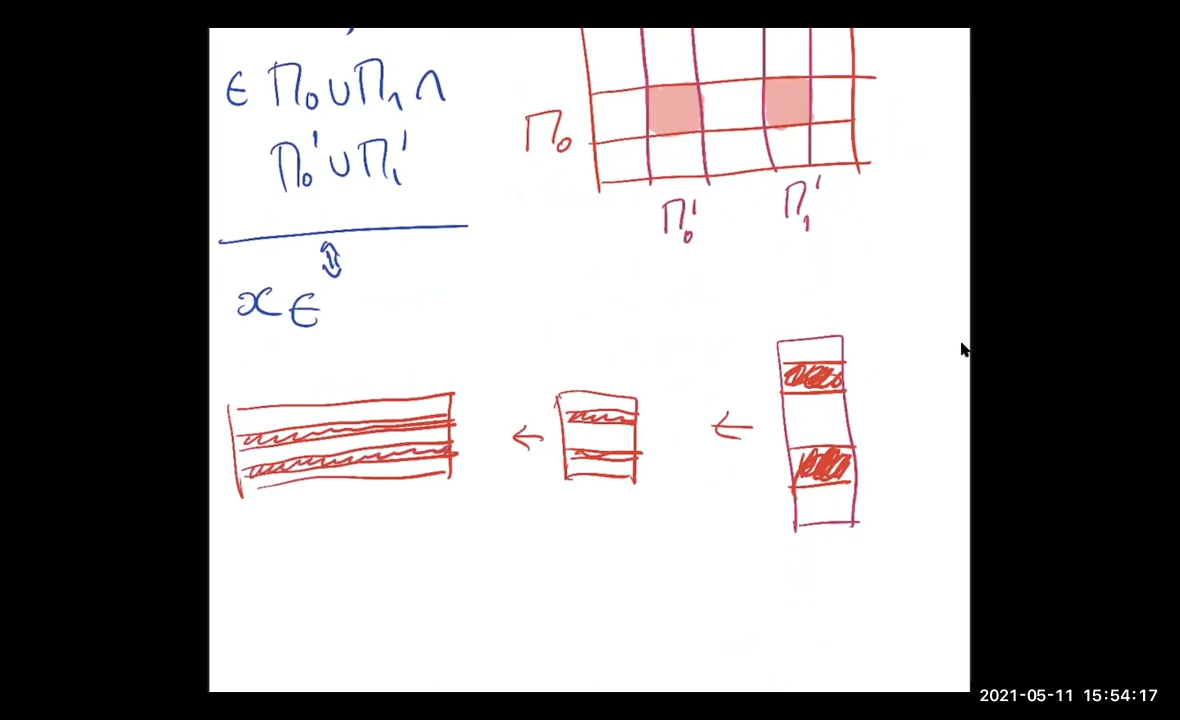 ∈ Π₀ ∪ Π₁ ∩
Π₀' ∪ Π₁'
⇕
x ∈
Π₀
Π₀' Π₁'
← ←
2021-05-11 15:54:17